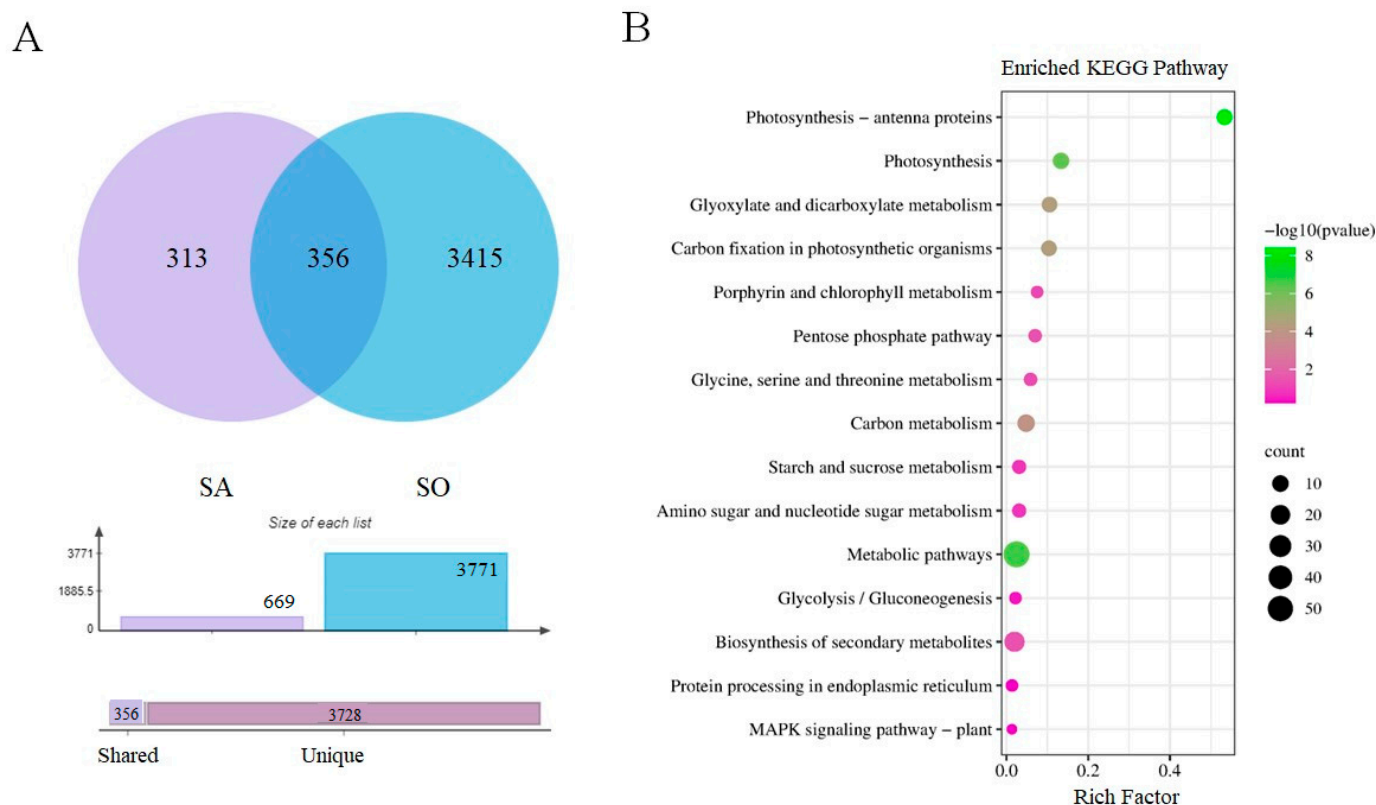 A
313
356
3415
SA
SO
Size of each list
3771
1885.5
0
669
3771
356
3728
Shared
Unique
B
Enriched KEGG Pathway
Photosynthesis − antenna proteins
Photosynthesis
Glyoxylate and dicarboxylate metabolism
Carbon fixation in photosynthetic organisms
Porphyrin and chlorophyll metabolism
Pentose phosphate pathway
Glycine, serine and threonine metabolism
Carbon metabolism
Starch and sucrose metabolism
Amino sugar and nucleotide sugar metabolism
Metabolic pathways
Glycolysis / Gluconeogenesis
Biosynthesis of secondary metabolites
Protein processing in endoplasmic reticulum
MAPK signaling pathway − plant
0.0
0.2
0.4
Rich Factor
−log10(pvalue)
8
6
4
2
count
10
20
30
40
50